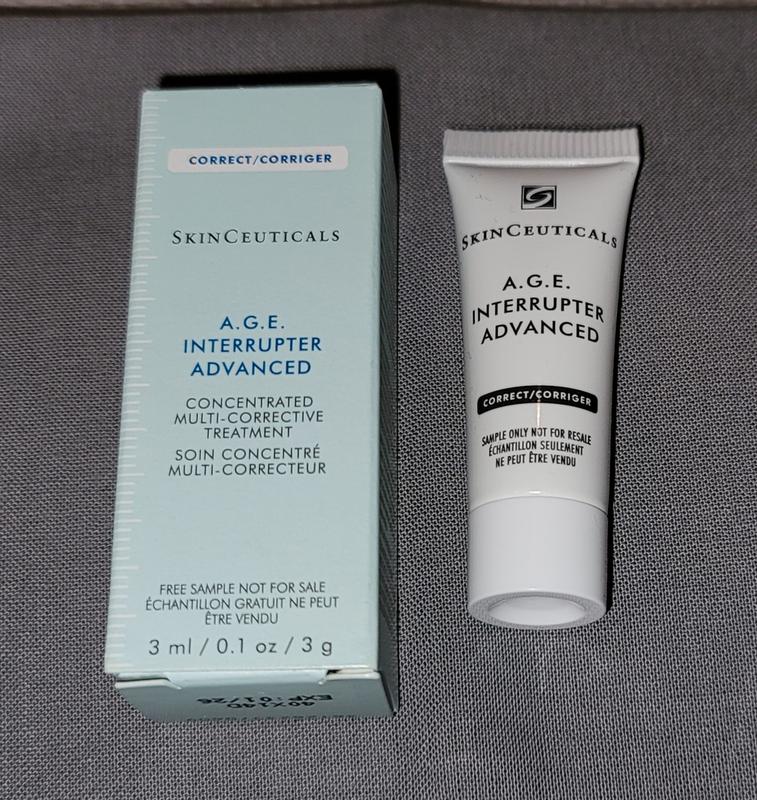 CORRECT/CORRIGER
SKINCEUTICALS
A.G.E.
INTERRUPTER
ADVANCED
CONCENTRATED
MULTI-CORRECTIVE
TREATMENT
SOIN CONCENTRÉ
MULTI-CORRECTEUR
FREE SAMPLE NOT FOR SALE
ÉCHANTILLON GRATUIT NE PEUT
ÊTRE VENDU
3 ml / 0.1 oz / 3 g
40X14D
EXP:01/26
SKINCEUTICALS
A.G.E.
INTERRUPTER
ADVANCED
CORRECT/CORRIGER
SAMPLE ONLY NOT FOR RESALE
ÉCHANTILLON SEULEMENT
NE PEUT ÊTRE VENDU